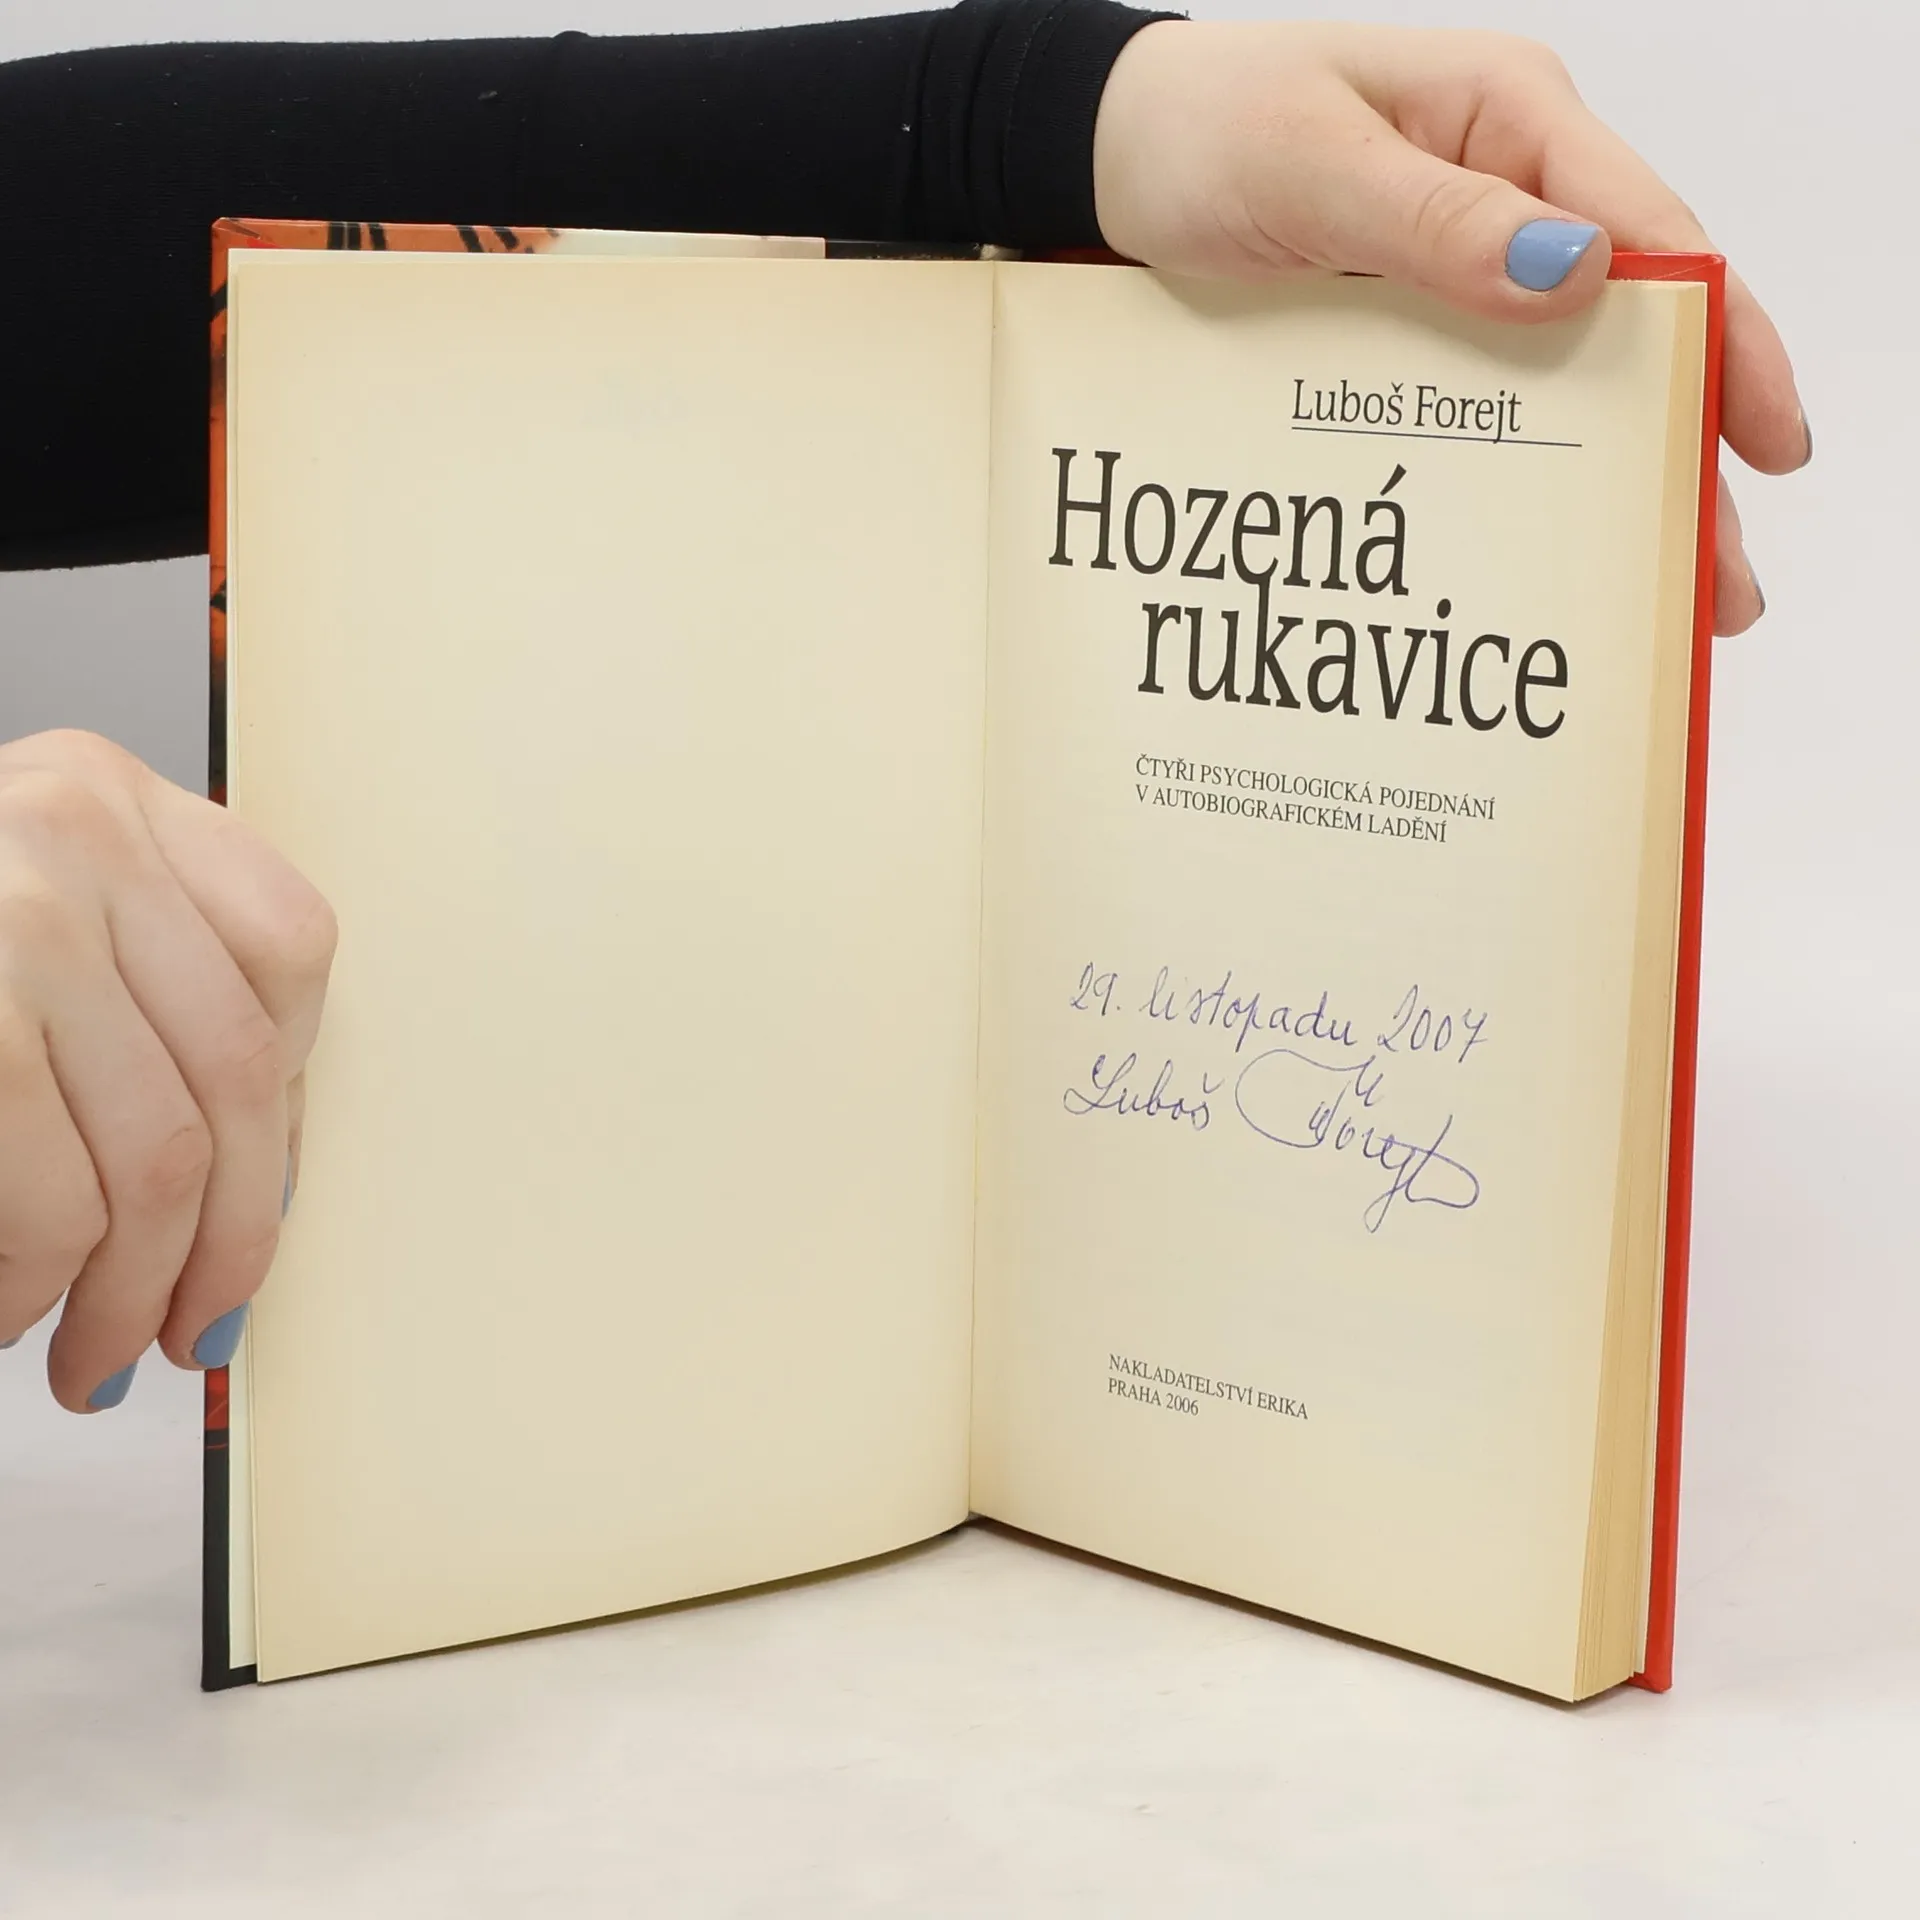 Luboš Forejt
Hozená
rukavice
ČTYŘI PSYCHOLOGICKÁ POJEDNÁNÍ
V AUTOBIOGRAFICKÉM LADĚNÍ
29. listopadu 2007
Luboš Forejt
NAKLADATELSTVÍ ERIKA
PRAHA 2006